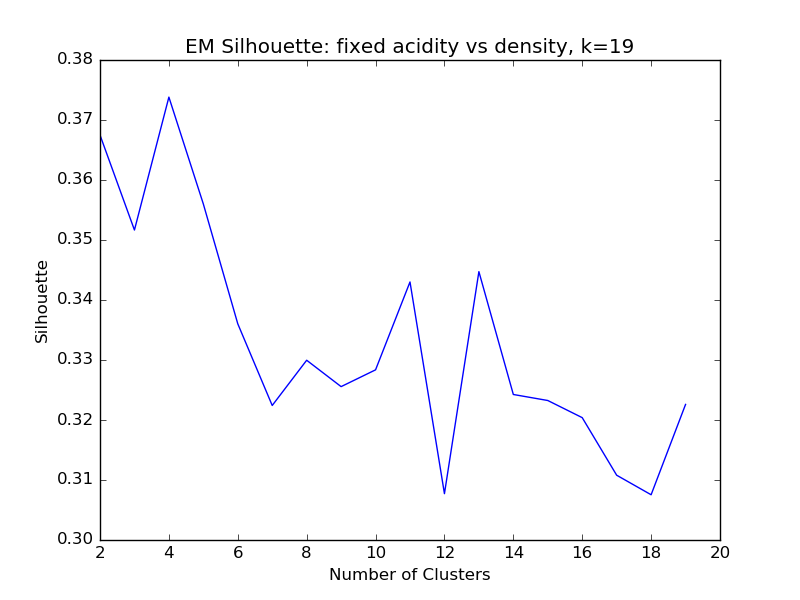 EM Silhouette: fixed acidity vs density, k=19
0.38
0.37
0.36
0.35
0.34
0.33
0.32
0.31
0.30
Silhouette
2 4 6 8 10 12 14 16 18 20
Number of Clusters